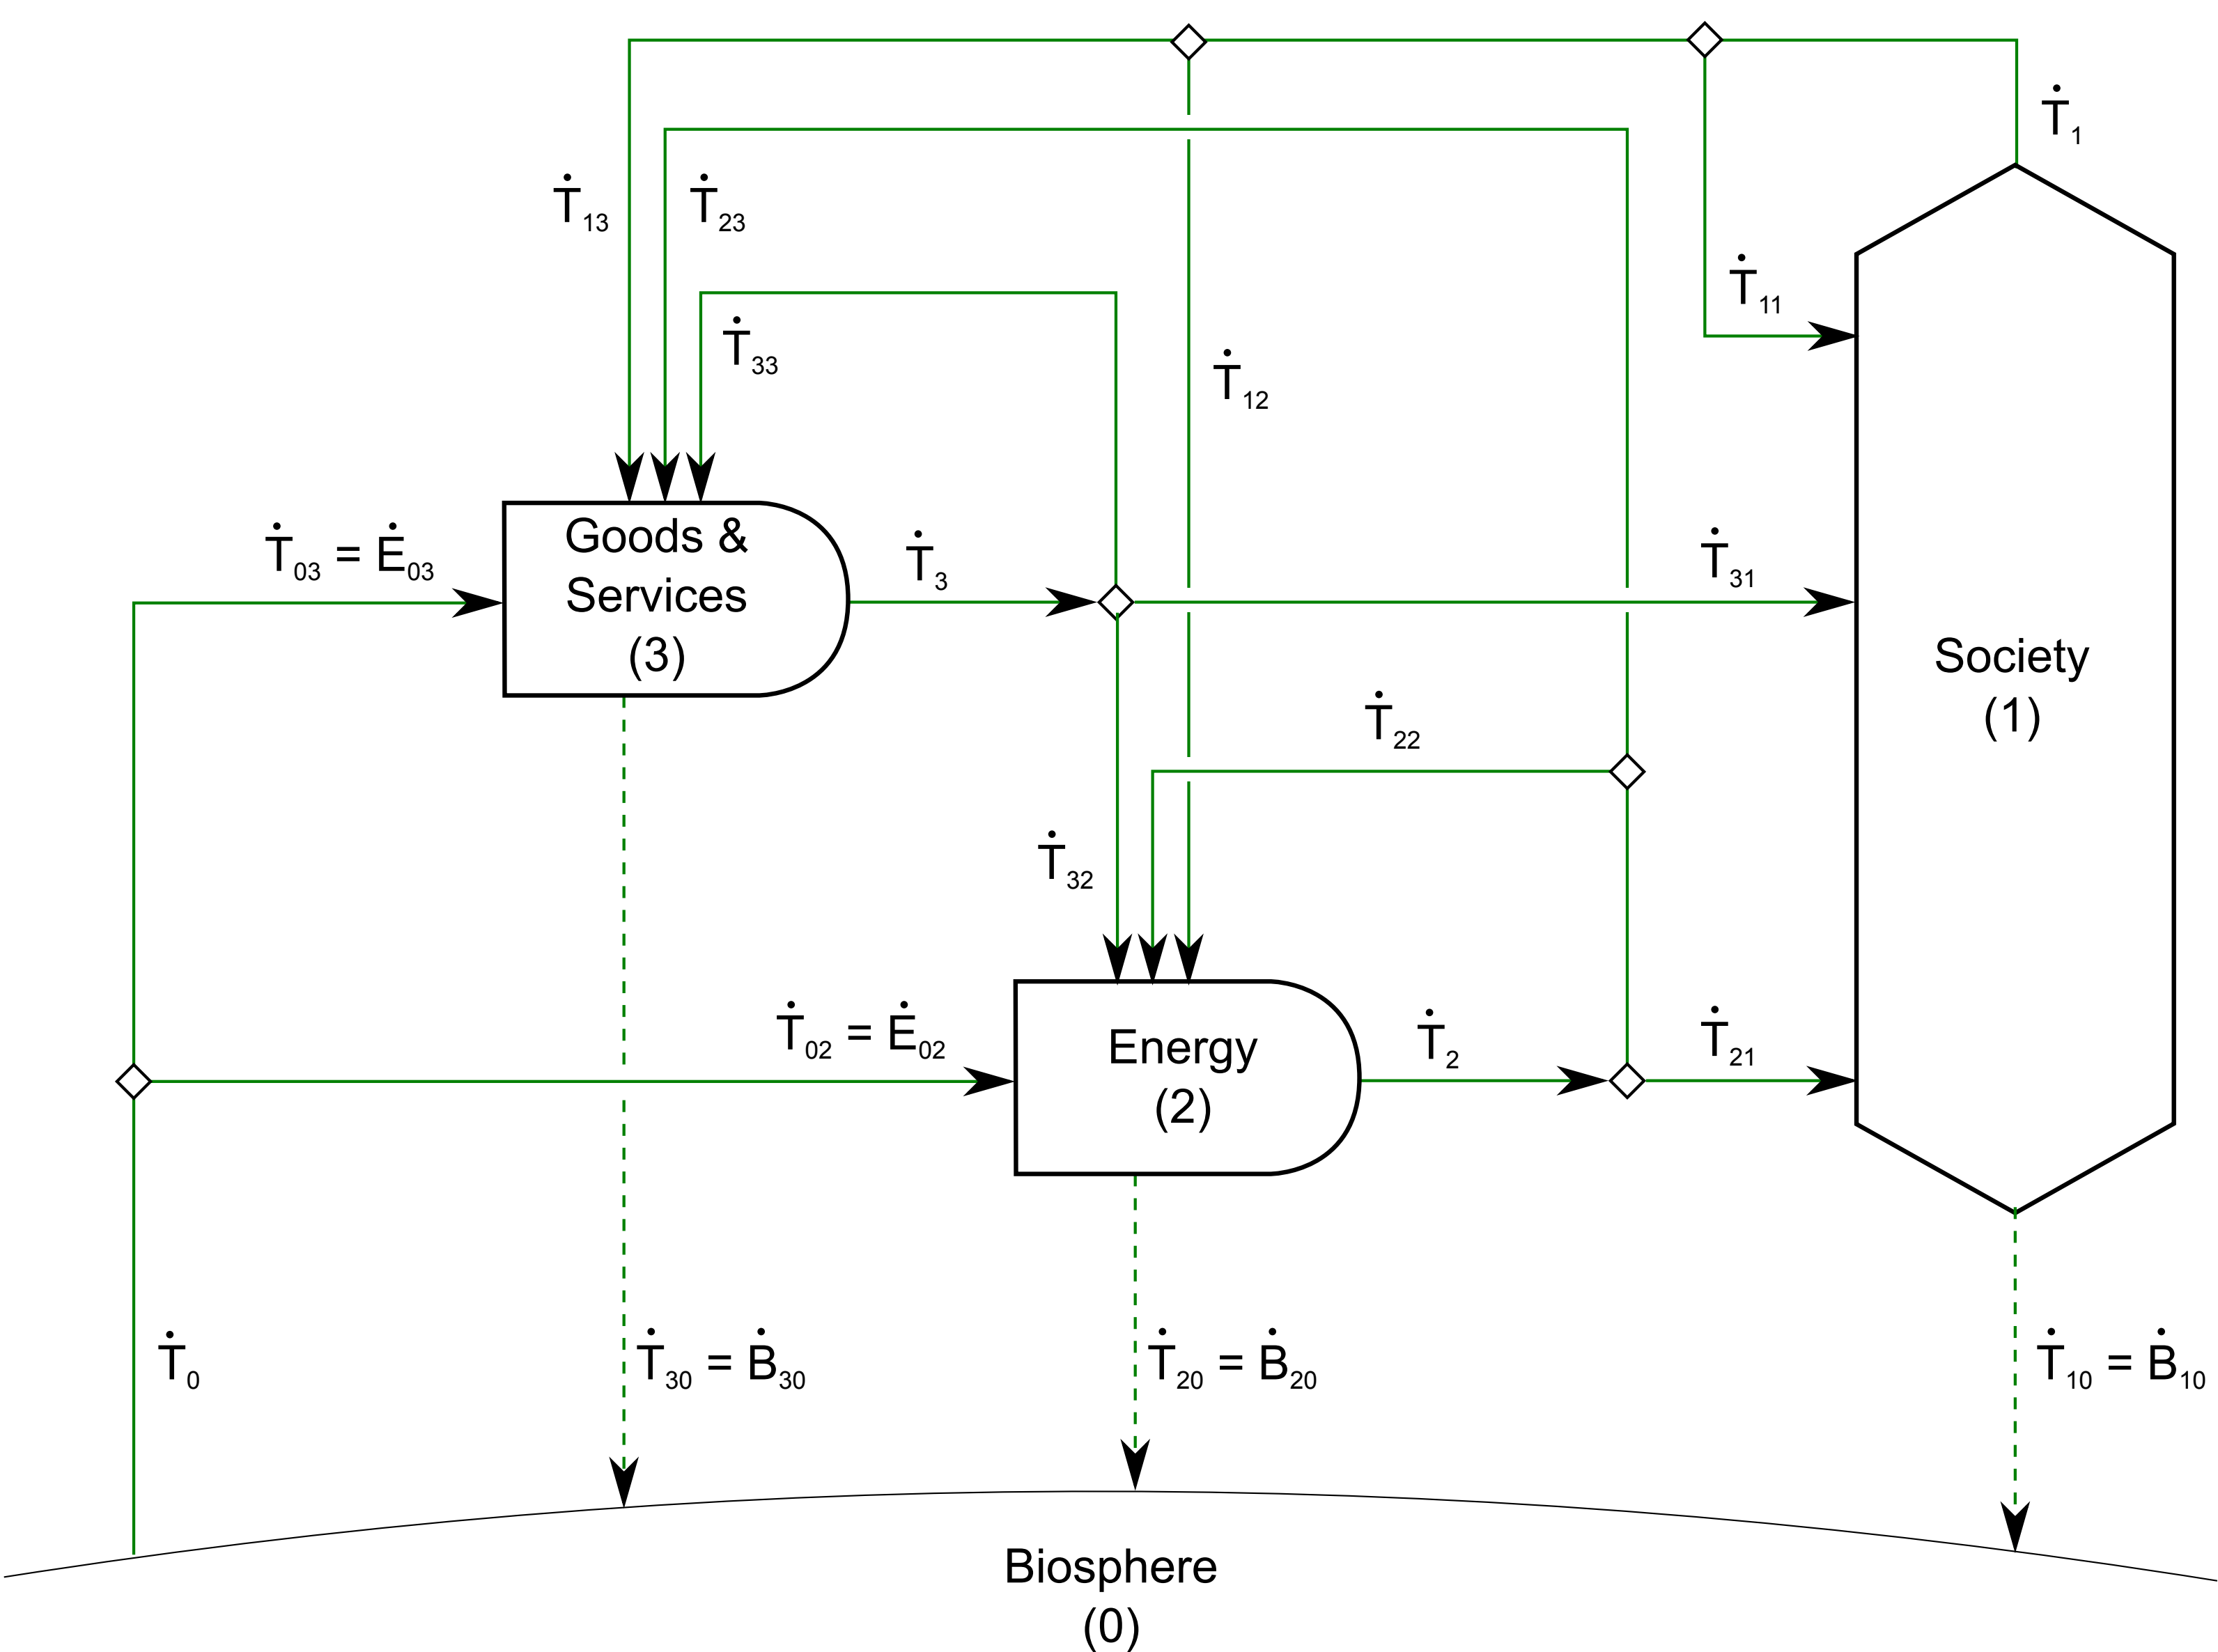 Ṫ₁
Ṫ₁₃
Ṫ₂₃
Ṫ₁₁
Ṫ₃₃
Ṫ₁₂
Ṫ₀₃ = Ė₀₃
Goods &
Services
(3)
Ṫ₃
Ṫ₃₁
Society
(1)
Ṫ₂₂
Ṫ₃₂
Ṫ₀₂ = Ė₀₂
Energy
(2)
Ṫ₂
Ṫ₂₁
Ṫ₀
Ṫ₃₀ = Ḃ₃₀
Ṫ₂₀ = Ḃ₂₀
Ṫ₁₀ = Ḃ₁₀
Biosphere
(0)